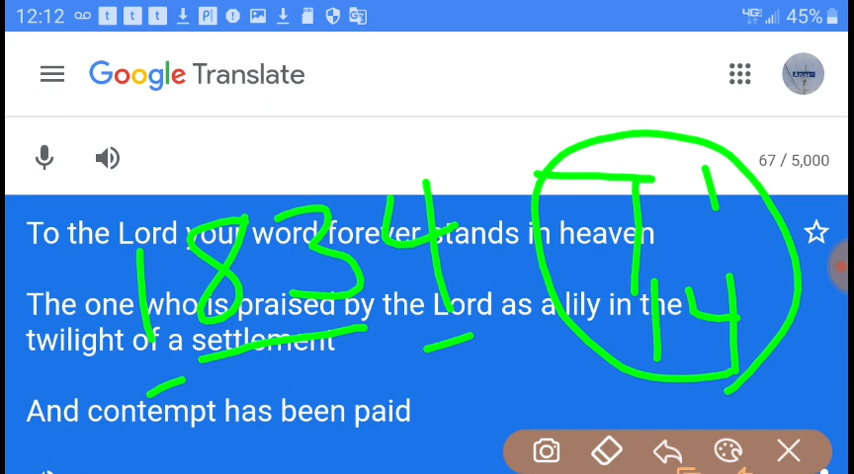 12:12 45%
Google Translate
67 / 5,000
To the Lord your word forever stands in heaven
The one who is praised by the Lord as a lily in the
twilight of a settlement
And contempt has been paid
1834
T'
14